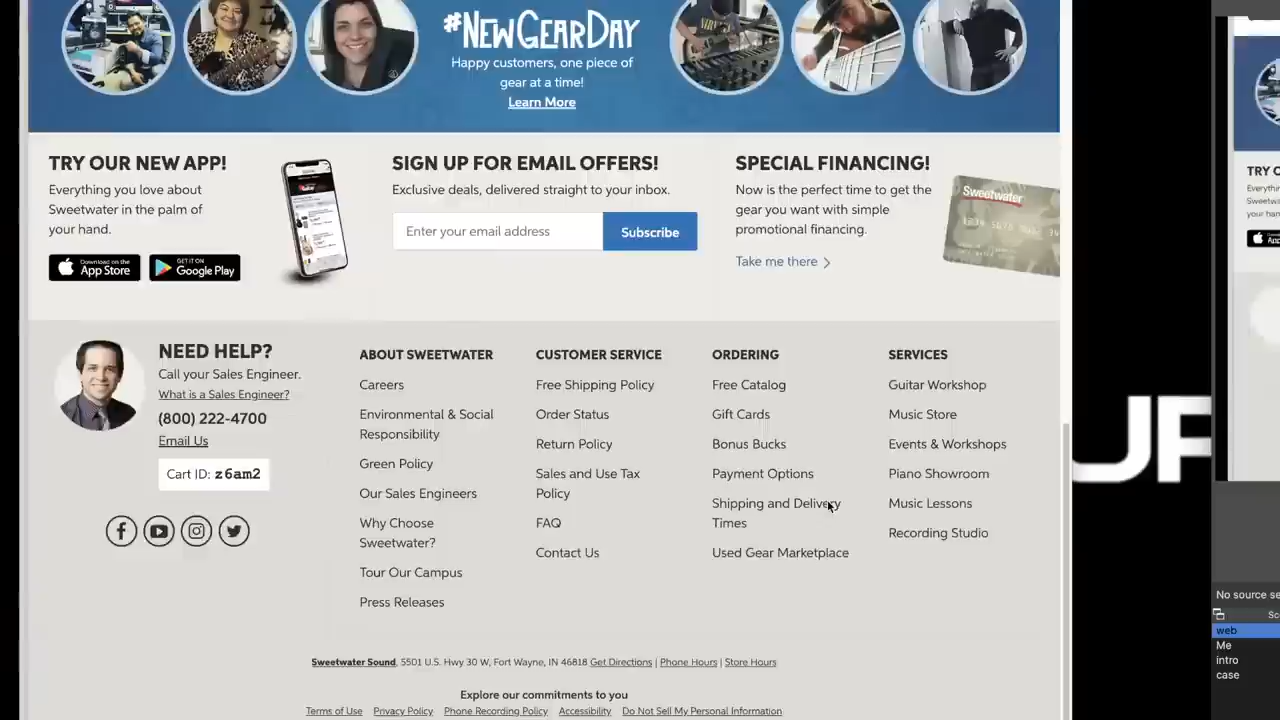 #NEWGEARDAY
Happy customers, one piece of
gear at a time!
Learn More
TRY OUR NEW APP!
Everything you love about
Sweetwater in the palm of
your hand.
Download on the
App Store
GET IT ON
Google Play
SIGN UP FOR EMAIL OFFERS!
Exclusive deals, delivered straight to your inbox.
Enter your email address
Subscribe
SPECIAL FINANCING!
Now is the perfect time to get the
gear you want with simple
promotional financing.
Take me there
Sweetwater
NEED HELP?
Call your Sales Engineer.
What is a Sales Engineer?
(800) 222-4700
Email Us
Cart ID: z6am2
ABOUT SWEETWATER
Careers
Environmental & Social
Responsibility
Green Policy
Our Sales Engineers
Why Choose
Sweetwater?
Tour Our Campus
Press Releases
CUSTOMER SERVICE
Free Shipping Policy
Order Status
Return Policy
Sales and Use Tax
Policy
FAQ
Contact Us
ORDERING
Free Catalog
Gift Cards
Bonus Bucks
Payment Options
Shipping and Delivery
Times
Used Gear Marketplace
SERVICES
Guitar Workshop
Music Store
Events & Workshops
Piano Showroom
Music Lessons
Recording Studio
Sweetwater Sound, 5501 U.S. Hwy 30 W, Fort Wayne, IN 46818 Get Directions | Phone Hours | Store Hours
Explore our commitments to you
Terms of Use Privacy Policy Phone Recording Policy Accessibility Do Not Sell My Personal Information
TRY O
your han
No source se
Sc
web
Me
intro
case